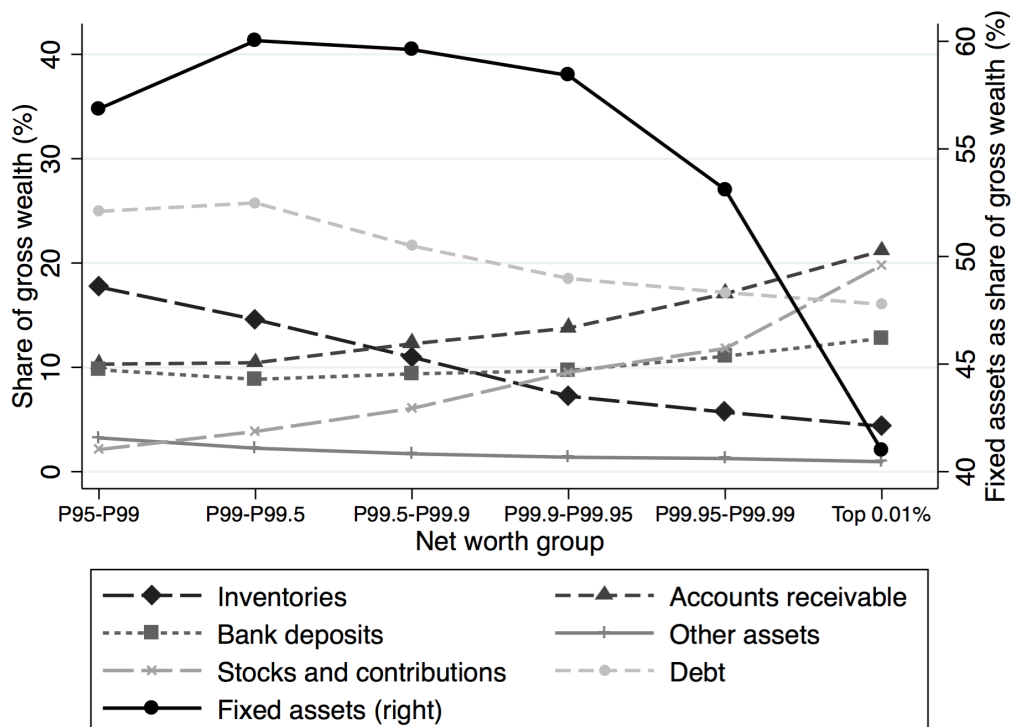 Share of gross wealth (%)
40
30
20
10
0
Fixed assets as share of gross wealth (%)
60
55
50
45
40
P95-P99 P99-P99.5 P99.5-P99.9 P99.9-P99.95 P99.95-P99.99 Top 0.01%
Net worth group
Inventories Accounts receivable
Bank deposits Other assets
Stocks and contributions Debt
Fixed assets (right)